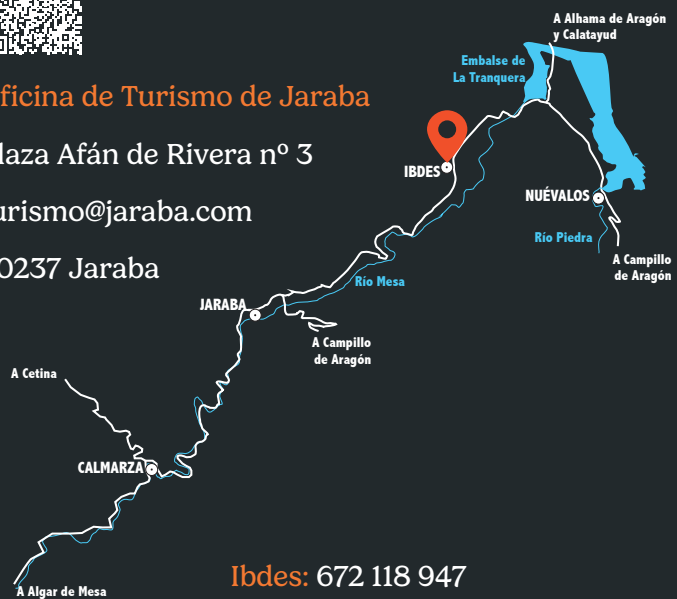 A Alhama de Aragón
y Calatayud
Embalse de
La Tranquera
ficina de Turismo de Jaraba
laza Afán de Rivera nº 3
IBDES
NUÉVALOS
urismo@jaraba.com
Río Piedra
0237 Jaraba
A Campillo
de Aragón
Río Mesa
JARABA
A Campillo
de Aragón
A Cetina
CALMARZA
Ibdes: 672 118 947
A Algar de Mesa